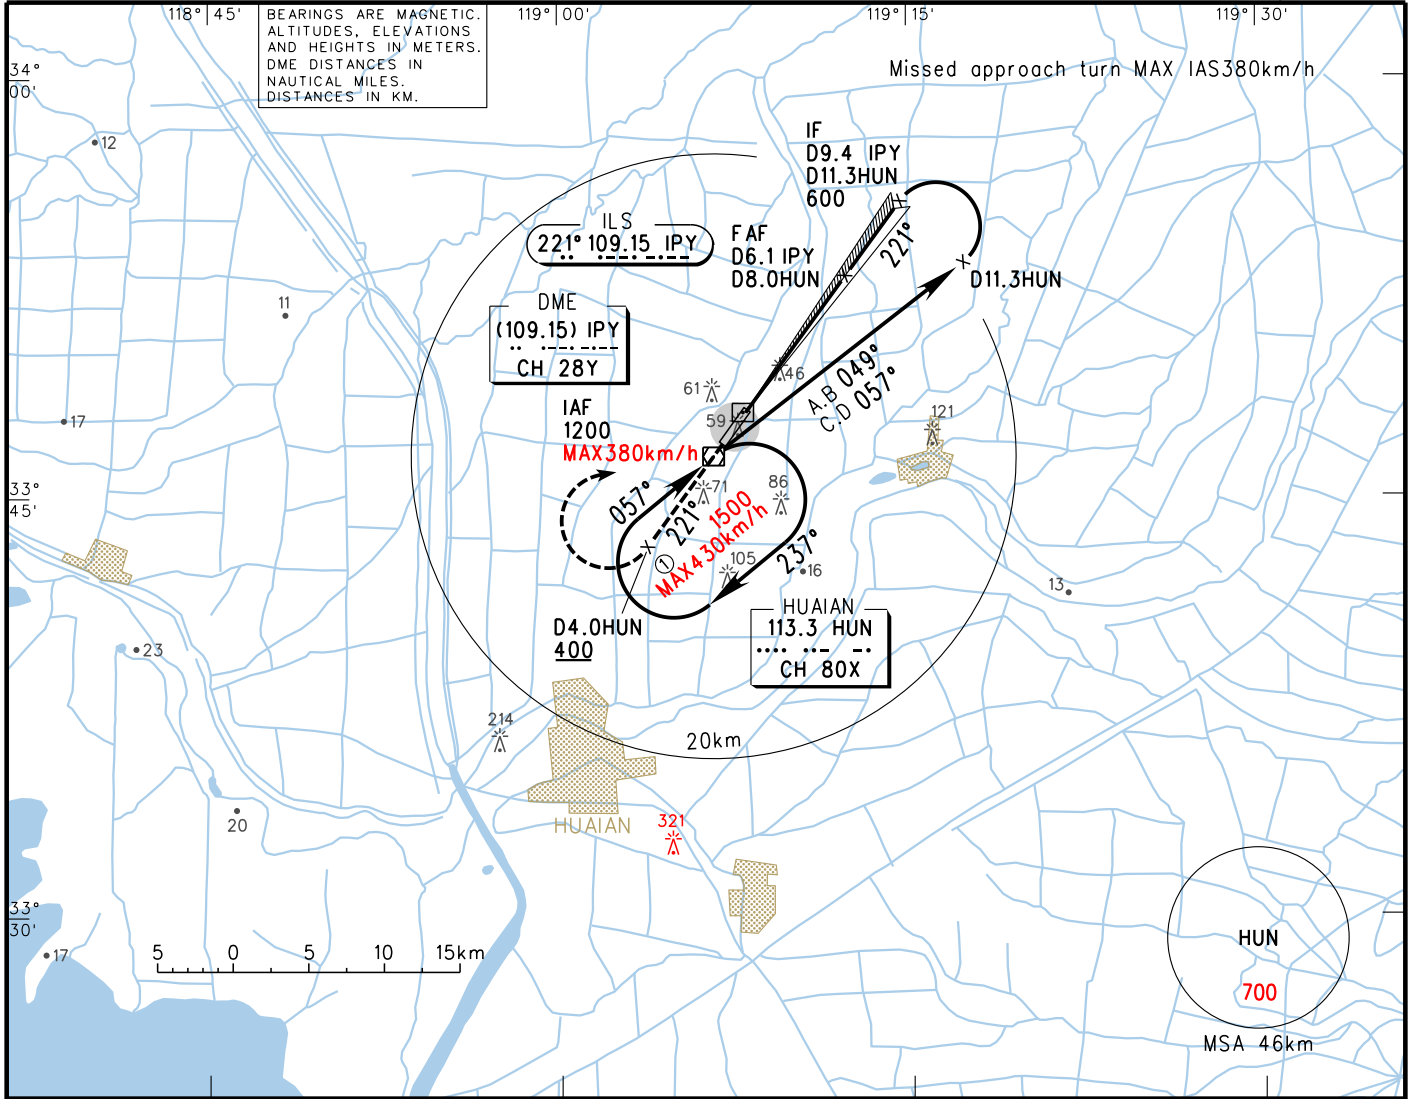 118° 45'
119° 00'
119° 15'
119° 30'
BEARINGS ARE MAGNETIC.
ALTITUDES, ELEVATIONS
AND HEIGHTS IN METERS.
DME DISTANCES IN
NAUTICAL MILES.
DISTANCES IN KM.
34°
00'
Missed approach turn MAX IAS380km/h
12
IF
D9.4 IPY
D11.3HUN
600
ILS
221° 109.15 IPY
FAF
D6.1 IPY
D8.0HUN
221°
D11.3HUN
11
DME
(109.15) IPY
CH 28Y
46
61
A.B 049°
C.D 057°
IAF
1200
MAX380km/h
59
121
17
33°
45'
057°
71
86
221°
1500
MAX430km/h
1
237°
105
16
13
HUAIAN
113.3 HUN
CH 80X
D4.0HUN
400
23
214
20km
20
HUAIAN
321
33°
30'
17
5 0 5 10 15km
HUN
700
MSA 46km